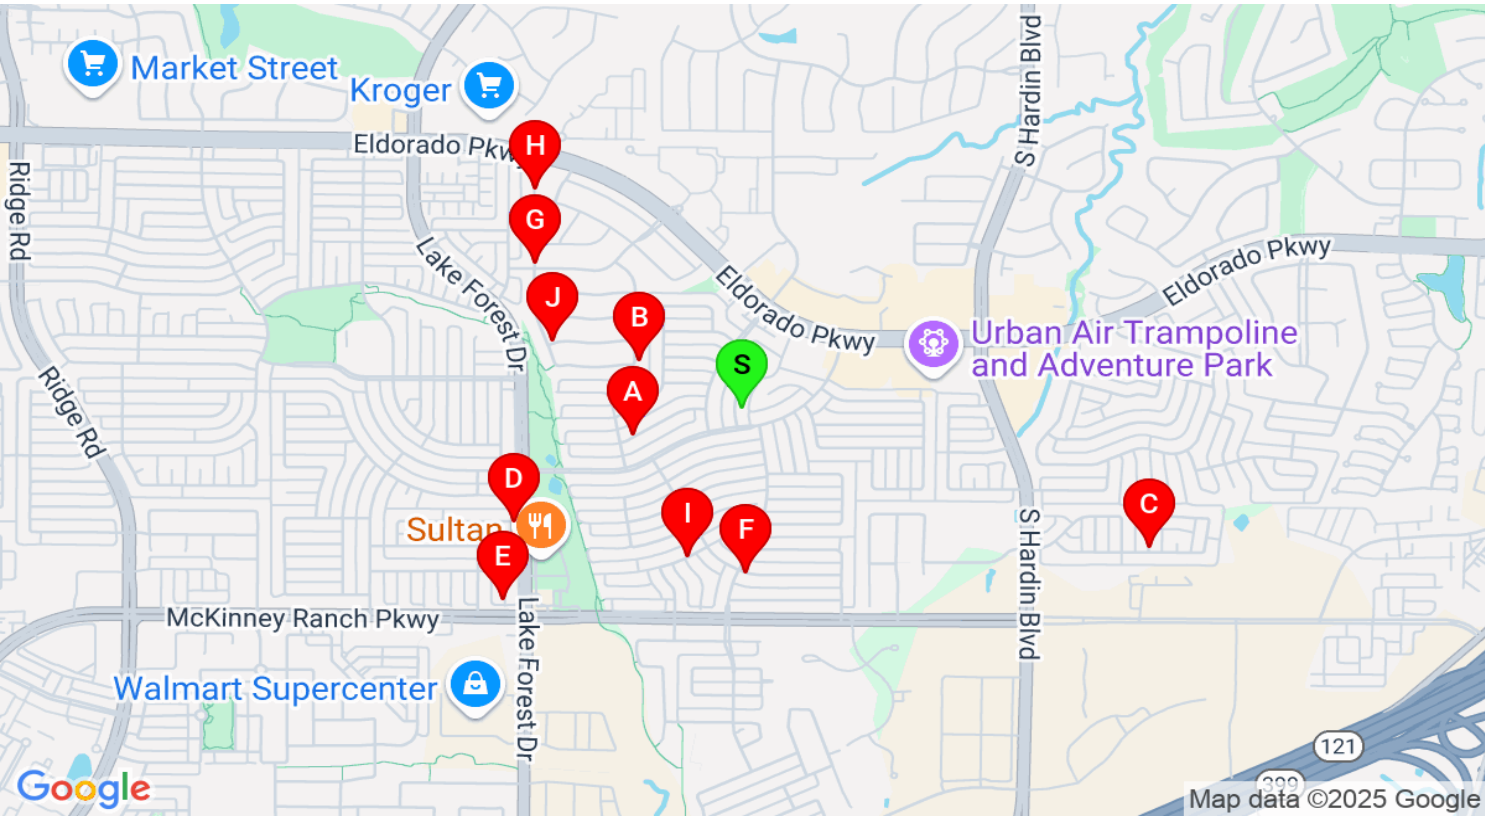 Market Street
Kroger
Eldorado Pkwy
H
S Hardin Blvd
Ridge Rd
G
Lake Forest Dr
Eldorado Pkwy
J
B
Eldorado Pkwy
Urban Air Trampoline
and Adventure Park
S
A
Ridge Rd
D
I
F
C
Sultan
E
S Hardin Blvd
McKinney Ranch Pkwy
Lake Forest Dr
Walmart Supercenter
121
399
Google
Map data ©2025 Google